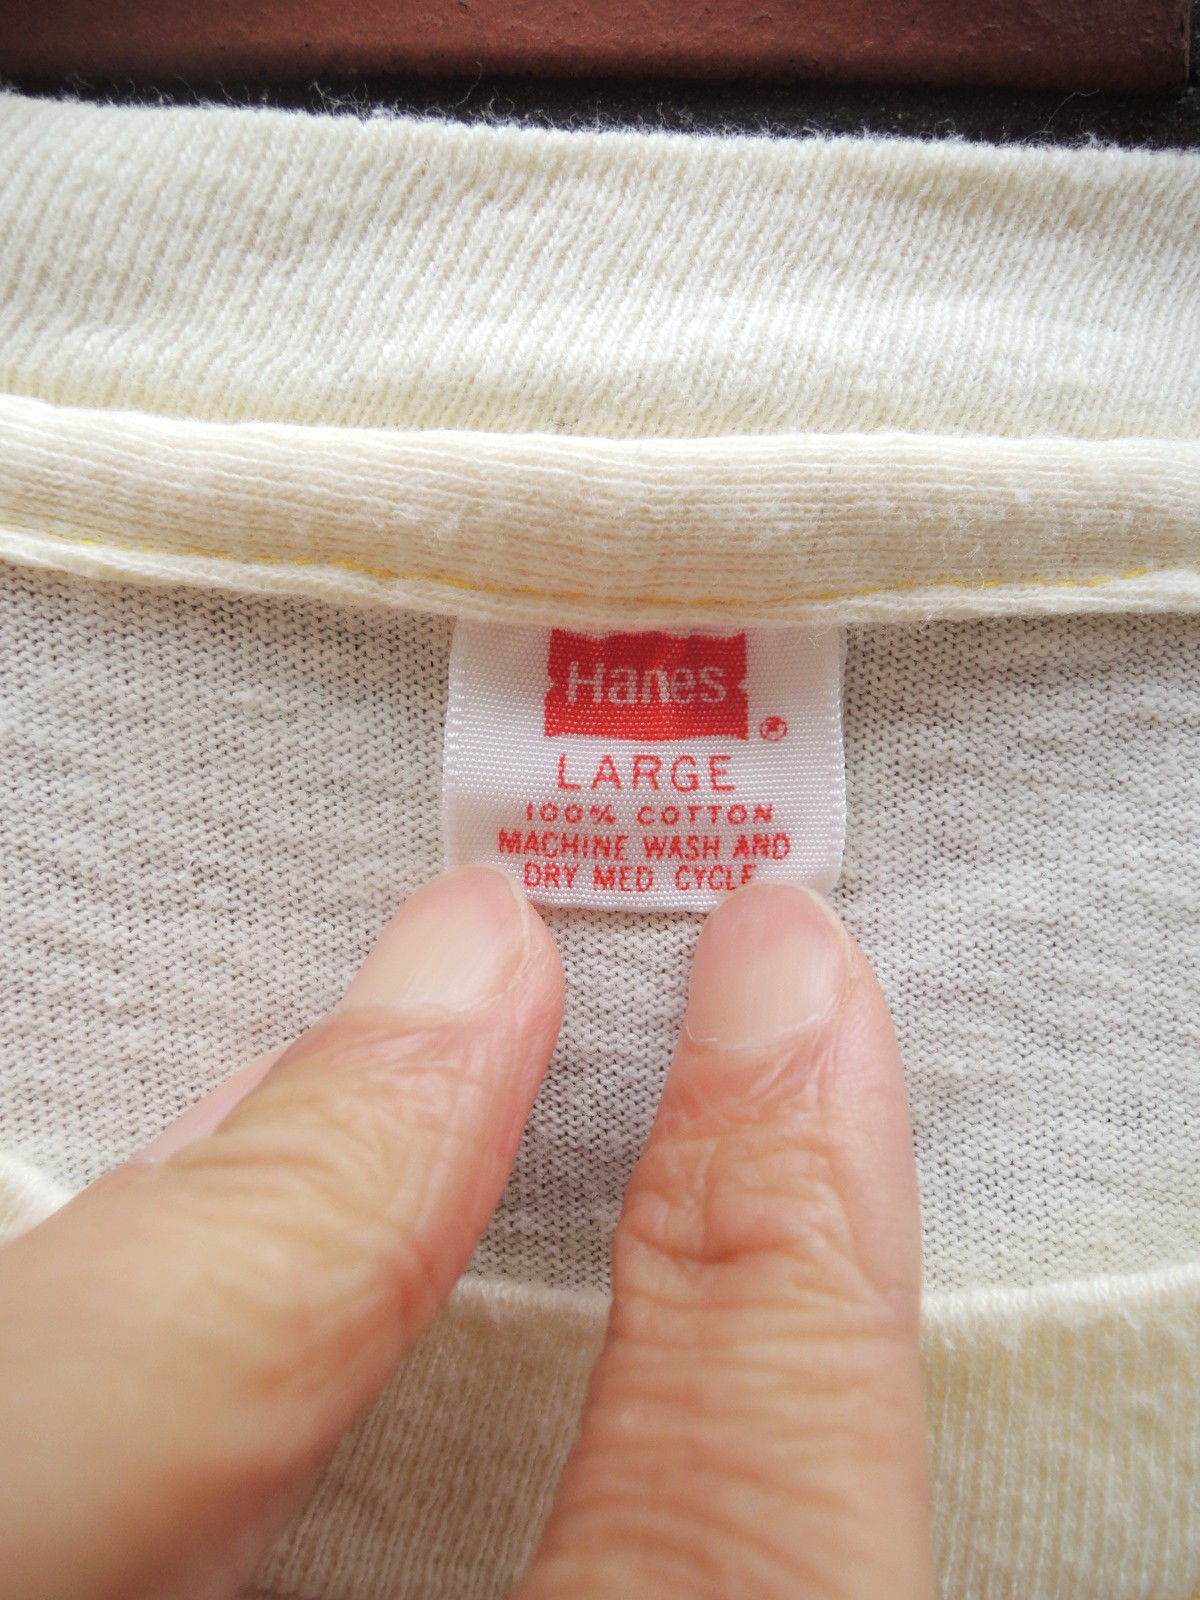 Hanes ®
LARGE
100% COTTON
MACHINE WASH AND
DRY MED CYCLE